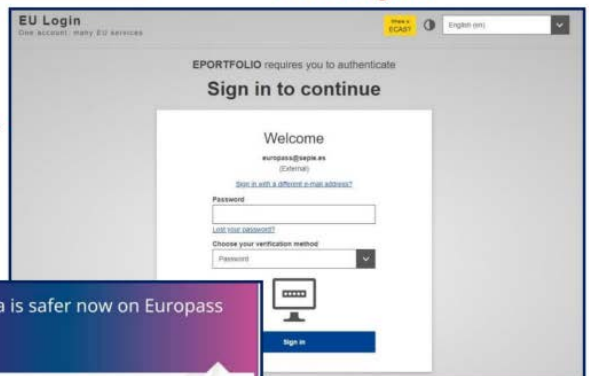 EU Login
One account, many EU services
Where is
ECAS?
English (en)
EPORTFOLIO requires you to authenticate
Sign in to continue
Welcome
europass@sepie.es
(External)
Sign in with a different e-mail address?
Password
Lost your password?
Choose your verification method
Password
Sign in
a is safer now on Europass